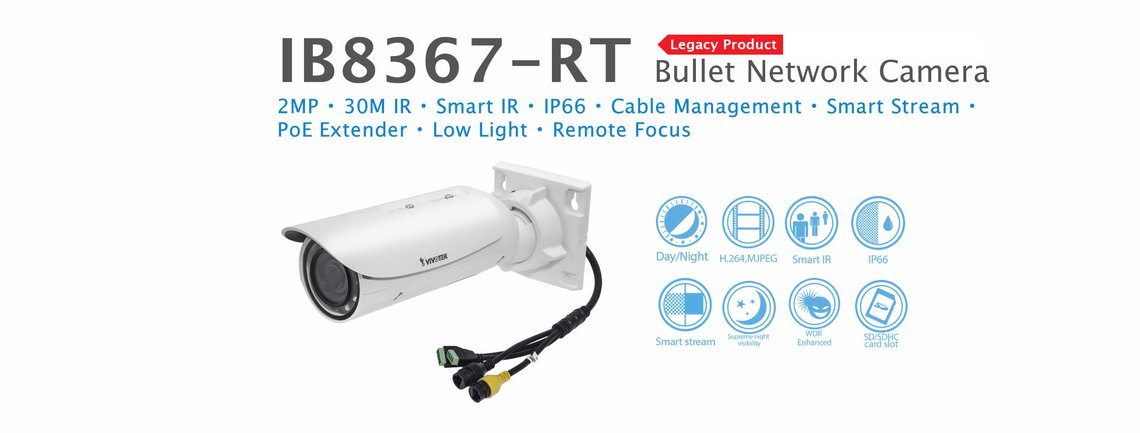 IB8367-RT
Legacy Product
Bullet Network Camera
2MP • 30M IR • Smart IR • IP66 • Cable Management • Smart Stream •
PoE Extender • Low Light • Remote Focus
VIVOTEK
Day/Night
H.264,MJPEG
Smart IR
IP66
Smart stream
Supreme night
visibility
WDR
Enhanced
SD/SDHC
card slot